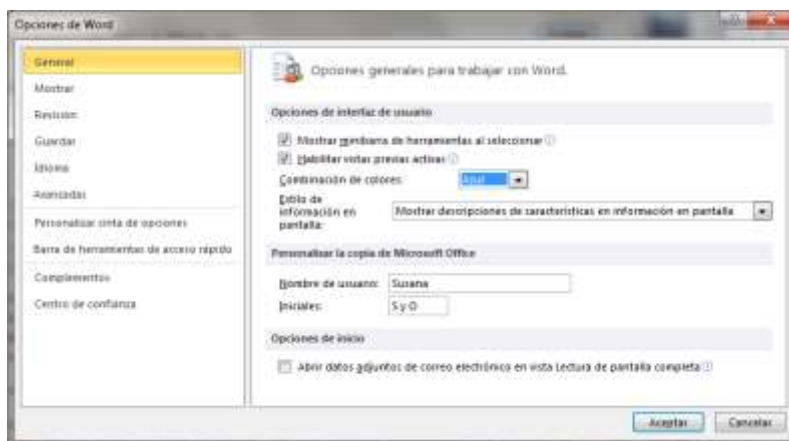 Opciones de Word
General
Mostrar
Revisión
Guardar
Idioma
Avanzadas
Personalizar cinta de opciones
Barra de herramientas de acceso rápido
Complementos
Centro de confianza
Opciones generales para trabajar con Word.
Opciones de interfaz de usuario
Mostrar minibarra de herramientas al seleccionar
Habilitar vistas previas activas
Combinación de colores: Azul
Estilo de
información en
pantalla:
Mostrar descripciones de características en información en pantalla
Personalizar la copia de Microsoft Office
Nombre de usuario: Susana
Iniciales: S y O
Opciones de inicio
Abrir datos adjuntos de correo electrónico en vista Lectura de pantalla completa
Aceptar
Cancelar